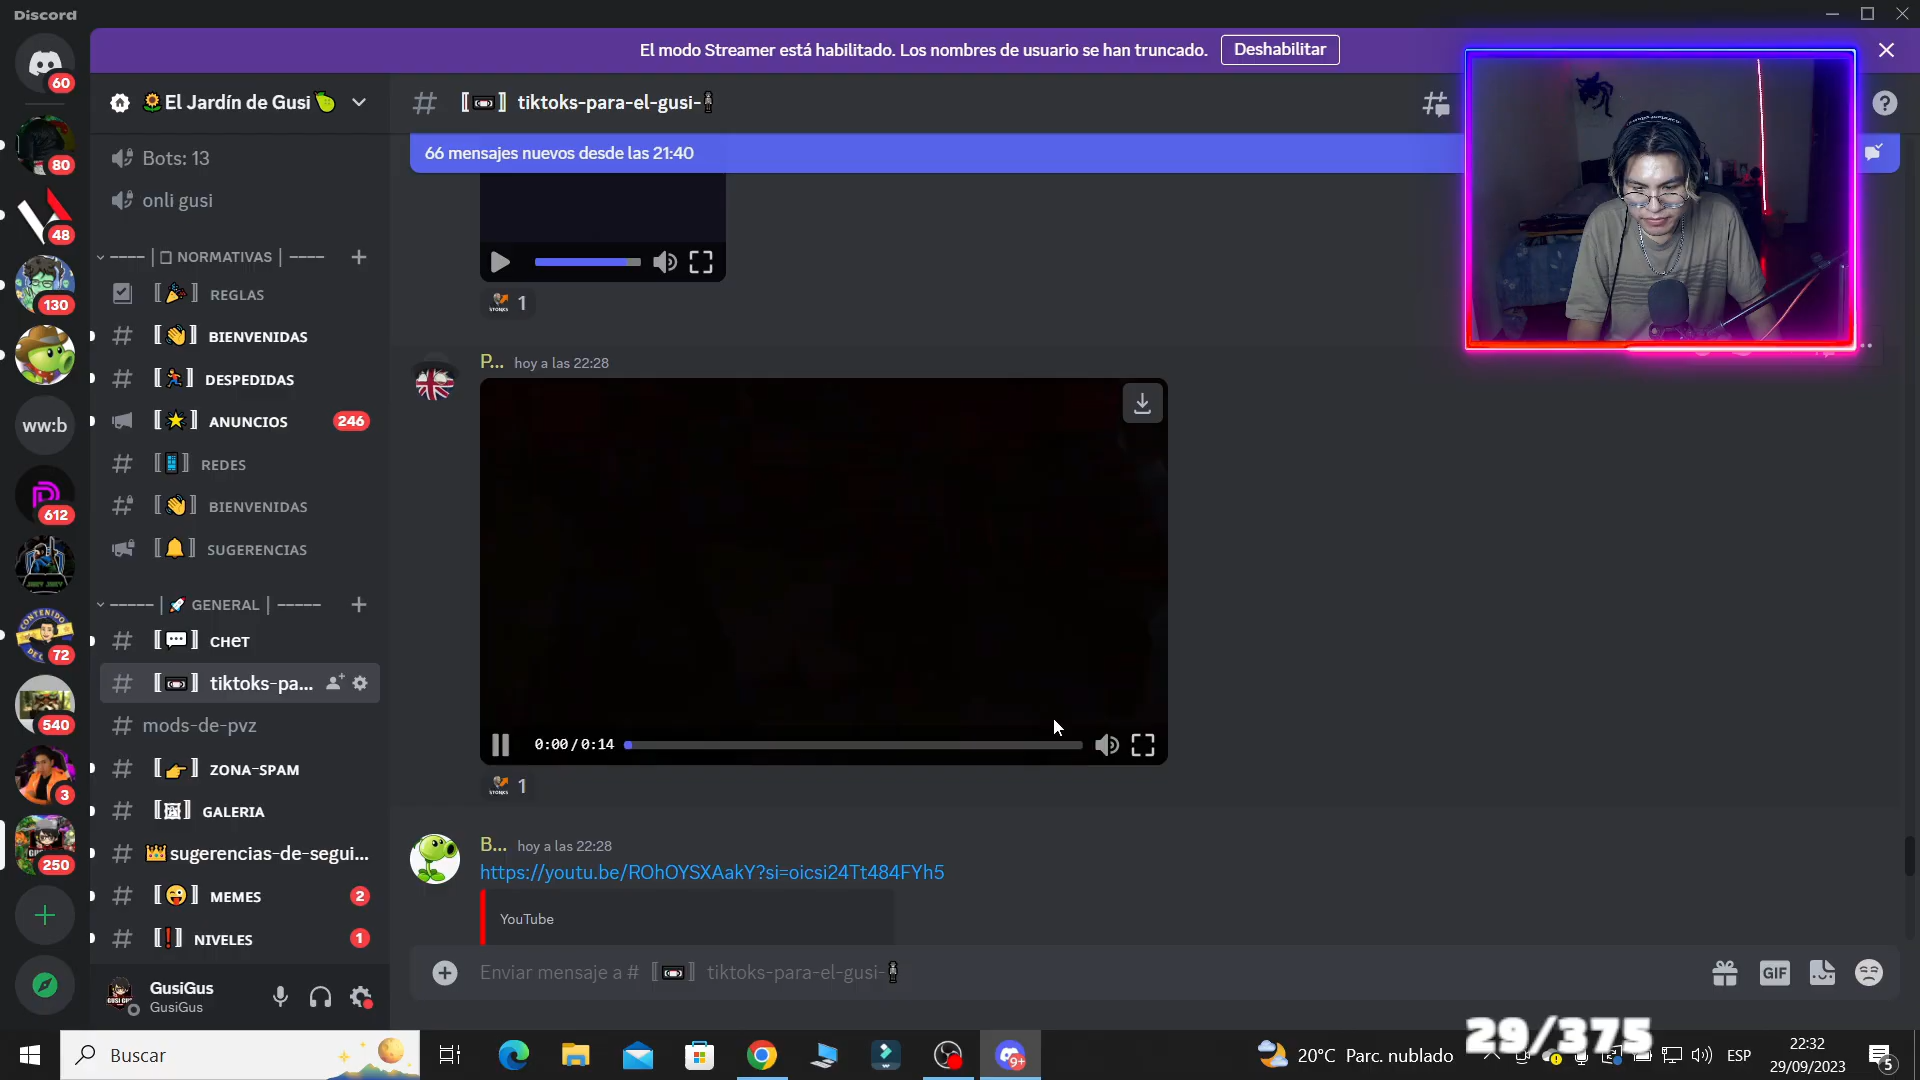 Discord
El modo Streamer está habilitado. Los nombres de usuario se han truncado.
Deshabilitar
60
80
48
130
ww:b
612
72
540
3
250
El Jardín de Gusi
Bots: 13
onli gusi
---- | NORMATIVAS | ----
REGLAS
BIENVENIDAS
DESPEDIDAS
ANUNCIOS
246
REDES
BIENVENIDAS
SUGERENCIAS
----- | GENERAL | -----
CHET
tiktoks-pa...
mods-de-pvz
ZONA-SPAM
GALERIA
sugerencias-de-segui...
MEMES
2
NIVELES
1
GusiGus
GusiGus
tiktoks-para-el-gusi-
66 mensajes nuevos desde las 21:40
STONKS 1
P... hoy a las 22:28
0:00/0:14
STONKS 1
B... hoy a las 22:28
https://youtu.be/ROhOYSXAakY?si=oicsi24Tt484FYh5
YouTube
Enviar mensaje a # tiktoks-para-el-gusi-
GIF
29/375
Buscar
9+
20°C Parc. nublado
ESP
22:32
29/09/2023
5